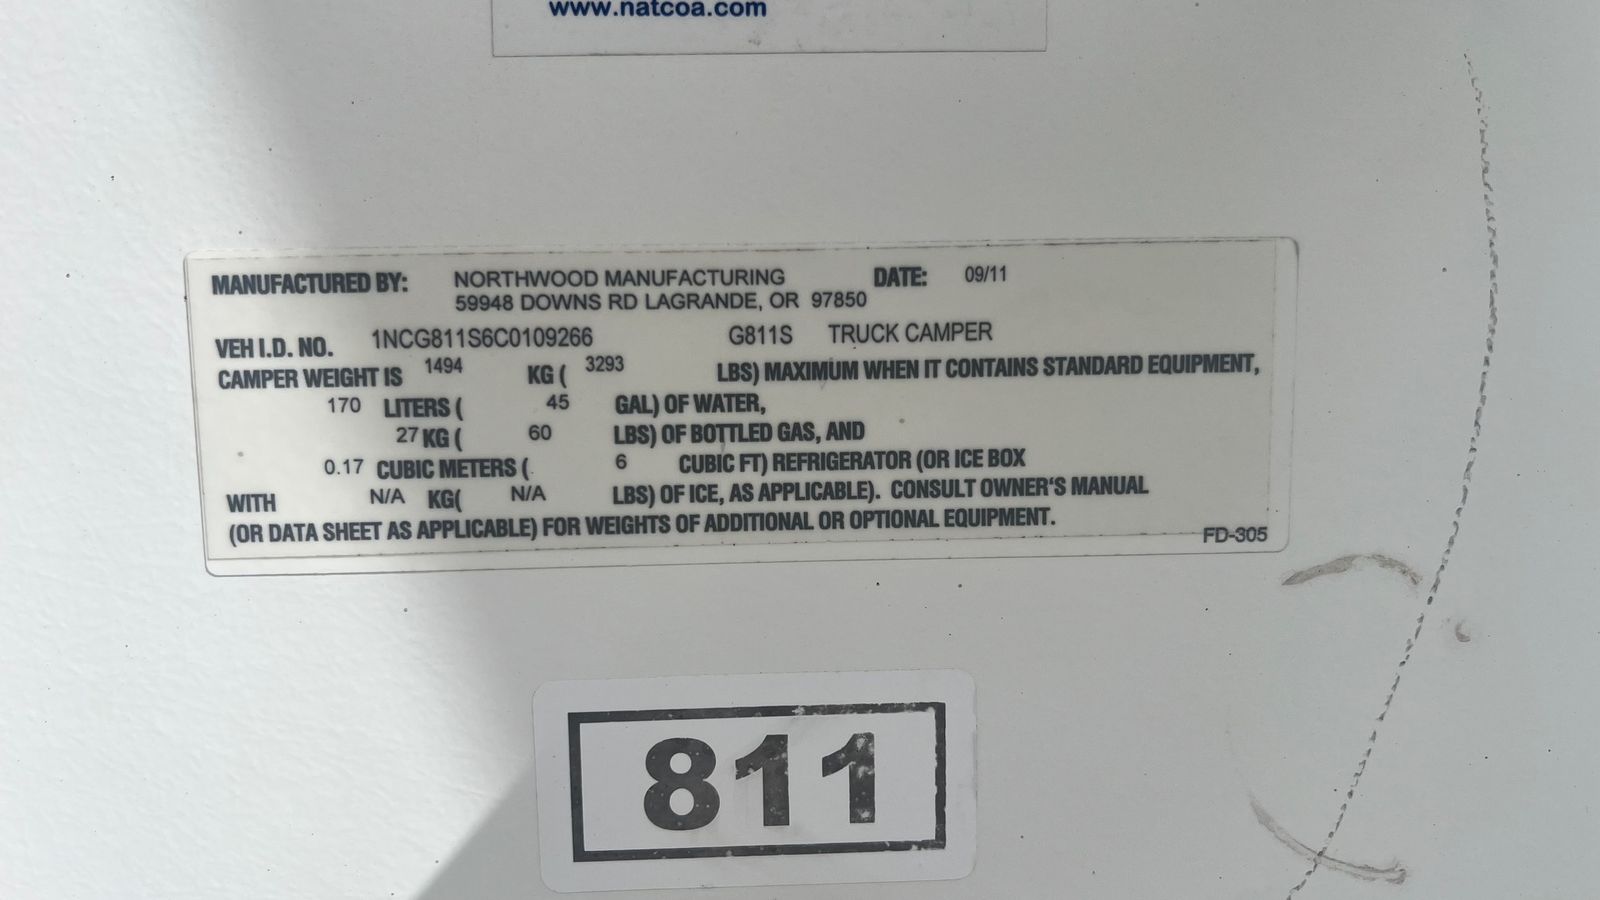 www.natcoa.com
MANUFACTURED BY: NORTHWOOD MANUFACTURING DATE: 09/11
59948 DOWNS RD LAGRANDE, OR 97850
VEH I.D. NO. 1NCG811S6C0109266 G811S TRUCK CAMPER
CAMPER WEIGHT IS 1494 KG ( 3293 LBS) MAXIMUM WHEN IT CONTAINS STANDARD EQUIPMENT,
170 LITERS ( 45 GAL) OF WATER,
27 KG ( 60 LBS) OF BOTTLED GAS, AND
0.17 CUBIC METERS ( 6 CUBIC FT) REFRIGERATOR (OR ICE BOX
WITH N/A KG( N/A LBS) OF ICE, AS APPLICABLE). CONSULT OWNER'S MANUAL
(OR DATA SHEET AS APPLICABLE) FOR WEIGHTS OF ADDITIONAL OR OPTIONAL EQUIPMENT.
FD-305
811